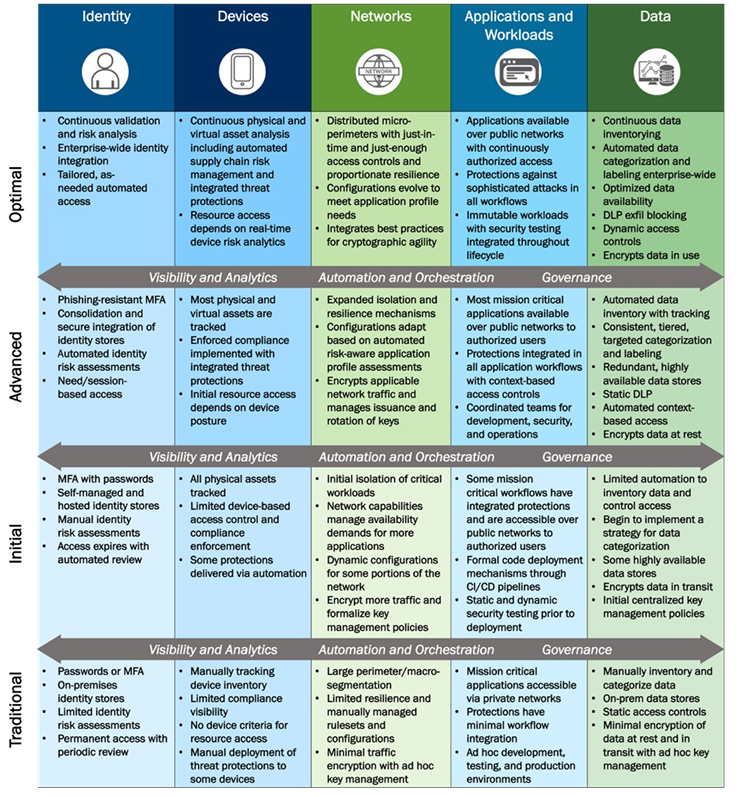 Identity
Devices
Networks
Applications and
Workloads
Data
NETWORK
Optimal
• Continuous validation
and risk analysis
• Enterprise-wide identity
integration
• Tailored, as-
needed automated
access
• Continuous physical and
virtual asset analysis
including automated
supply chain risk
management and
integrated threat
protections
• Resource access
depends on real-time
device risk analytics
• Distributed micro-
perimeters with just-in-
time and just-enough
access controls and
proportionate resilience
• Configurations evolve to
meet application profile
needs
• Integrates best practices
for cryptographic agility
• Applications available
over public networks
with continuously
authorized access
• Protections against
sophisticated attacks in
all workflows
• Immutable workloads
with security testing
integrated throughout
lifecycle
• Continuous data
inventorying
• Automated data
categorization and
labeling enterprise-wide
• Optimized data
availability
• DLP exfil blocking
• Dynamic access
controls
• Encrypts data in use
Visibility and Analytics
Automation and Orchestration
Governance
Advanced
• Phishing-resistant MFA
• Consolidation and
secure integration of
identity stores
• Automated identity
risk assessments
• Need/session-
based access
• Most physical and
virtual assets are
tracked
• Enforced compliance
implemented with
integrated threat
protections
• Initial resource access
depends on device
posture
• Expanded isolation and
resilience mechanisms
• Configurations adapt
based on automated
risk-aware application
profile assessments
• Encrypts applicable
network traffic and
manages issuance and
rotation of keys
• Most mission critical
applications available
over public networks to
authorized users
• Protections integrated in
all application workflows
with context-based
access controls
• Coordinated teams for
development, security,
and operations
• Automated data
inventory with tracking
• Consistent, tiered,
targeted categorization
and labeling
• Redundant, highly
available data stores
• Static DLP
• Automated context-
based access
• Encrypts data at rest
Visibility and Analytics
Automation and Orchestration
Governance
Initial
• MFA with passwords
• Self-managed and
hosted identity stores
• Manual identity
risk assessments
• Access expires with
automated review
• All physical assets
tracked
• Limited device-based
access control and
compliance
enforcement
• Some protections
delivered via automation
• Initial isolation of critical
workloads
• Network capabilities
manage availability
demands for more
applications
• Dynamic configurations
for some portions of the
network
• Encrypt more traffic and
formalize key
management policies
• Some mission
critical workflows have
integrated protections
and are accessible over
public networks to
authorized users
• Formal code deployment
mechanisms through
CI/CD pipelines
• Static and dynamic
security testing prior to
deployment
• Limited automation to
inventory data and
control access
• Begin to implement a
strategy for data
categorization
• Some highly available
data stores
• Encrypts data in transit
• Initial centralized key
management policies
Visibility and Analytics
Automation and Orchestration
Governance
Traditional
• Passwords or MFA
• On-premises
identity stores
• Limited identity
risk assessments
• Permanent access with
periodic review
• Manually tracking
device inventory
• Limited compliance
visibility
• No device criteria for
resource access
• Manual deployment of
threat protections to
some devices
• Large perimeter/macro-
segmentation
• Limited resilience and
manually managed
rulesets and
configurations
• Minimal traffic
encryption with ad hoc
key management
• Mission critical
applications accessible
via private networks
• Protections have
minimal workflow
integration
• Ad hoc development,
testing, and production
environments
• Manually inventory and
categorize data
• On-prem data stores
• Static access controls
• Minimal encryption of
data at rest and in
transit with ad hoc key
management